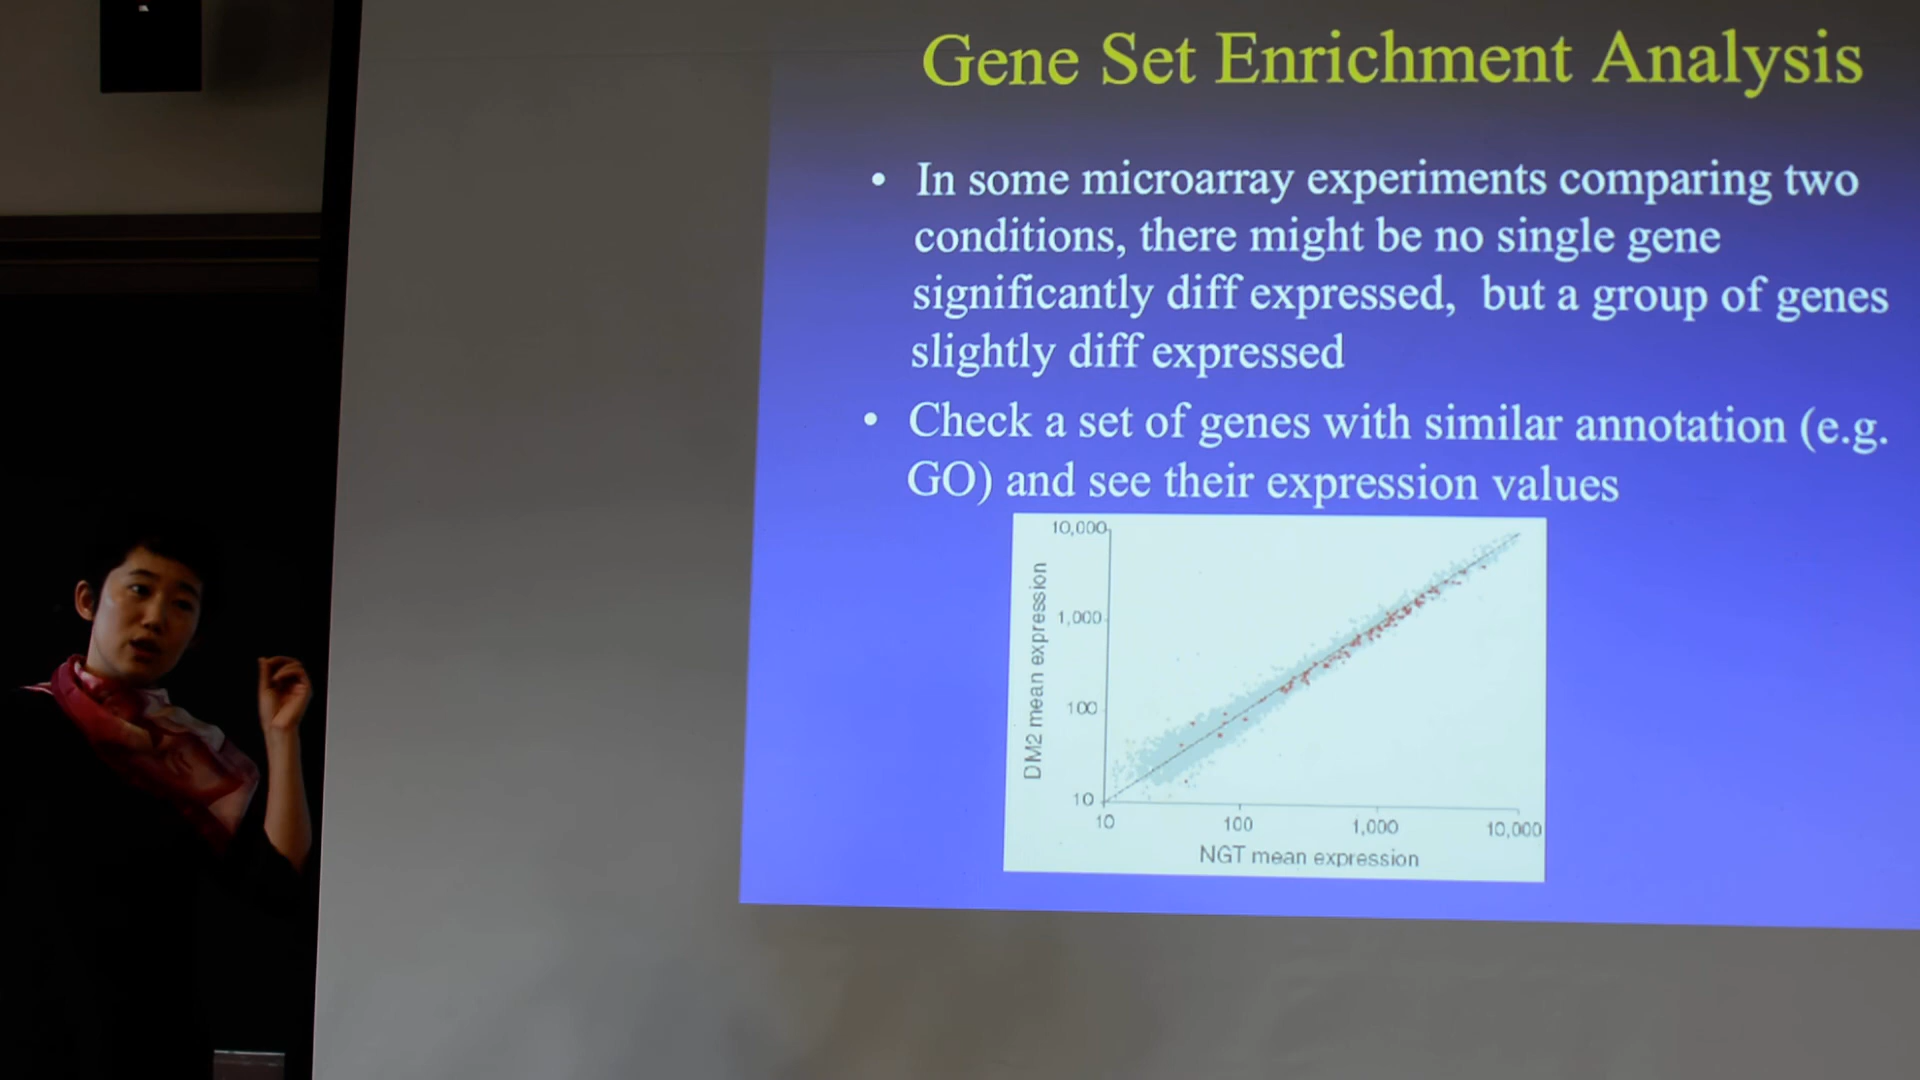 Gene Set Enrichment Analysis
• In some microarray experiments comparing two
conditions, there might be no single gene
significantly diff expressed, but a group of genes
slightly diff expressed
• Check a set of genes with similar annotation (e.g.
GO) and see their expression values
10,000
1,000
100
10
DM2 mean expression
10 100 1,000 10,000
NGT mean expression